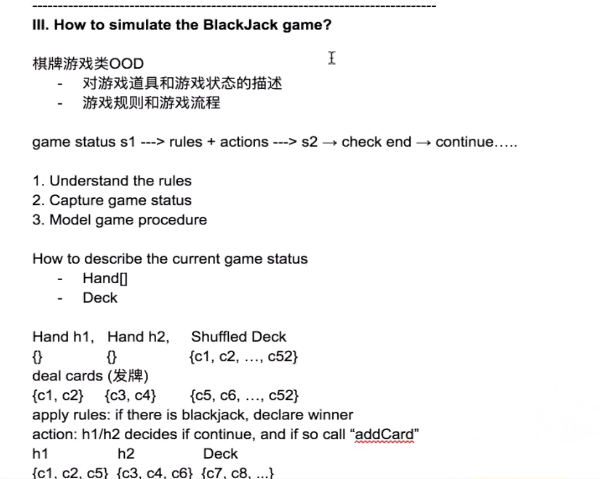 III. How to simulate the BlackJack game?
棋牌游戏类OOD
- 对游戏道具和游戏状态的描述
- 游戏规则和游戏流程
game status s1 ---> rules + actions ---> s2 → check end → continue…..
1. Understand the rules
2. Capture game status
3. Model game procedure
How to describe the current game status
- Hand[]
- Deck
Hand h1, Hand h2, Shuffled Deck
{} {} {c1, c2, …, c52}
deal cards (发牌)
{c1, c2} {c3, c4} {c5, c6, …, c52}
apply rules: if there is blackjack, declare winner
action: h1/h2 decides if continue, and if so call “addCard”
h1 h2 Deck
{c1, c2, c5} {c3, c4, c6} {c7, c8, ...}